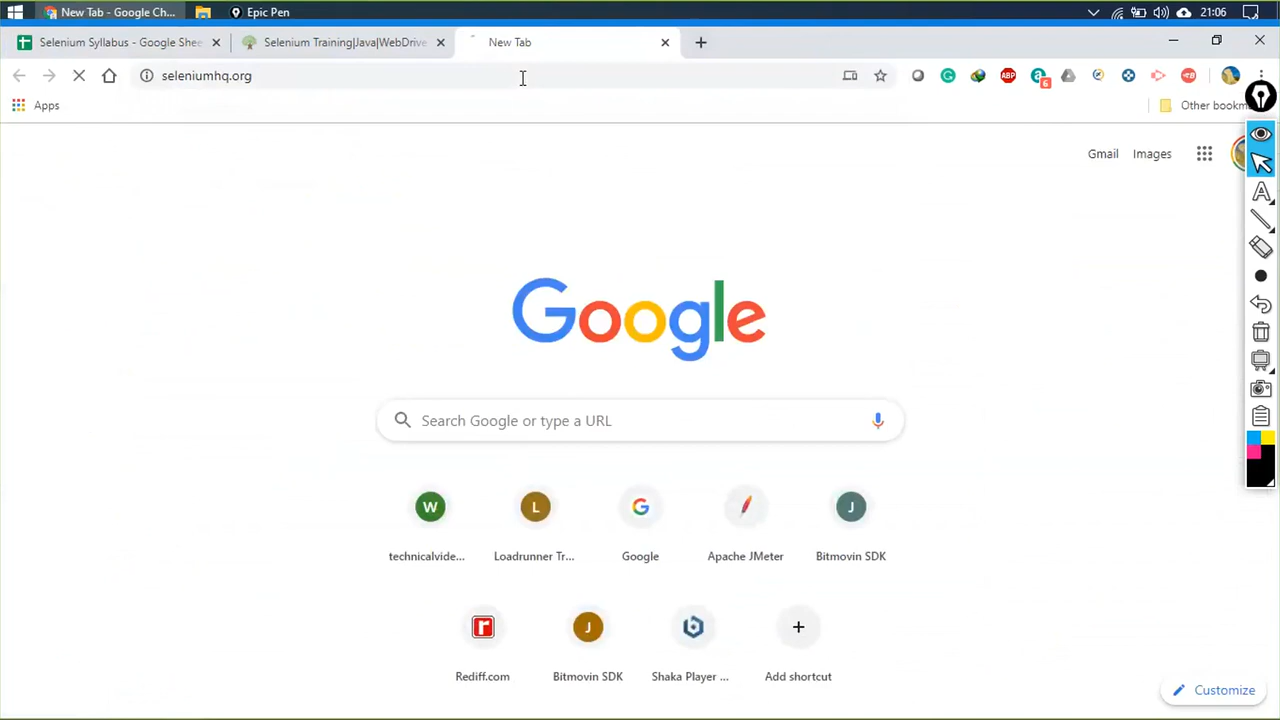 New Tab - Google Ch...
Epic Pen
21:06
Selenium Syllabus - Google Shee
Selenium Training|Java|WebDrive
New Tab
seleniumhq.org
ABP
6
Apps
Other bookm
Gmail
Images
Google
Search Google or type a URL
W
L
G
J
technicalvide...
Loadrunner Tr...
Google
Apache JMeter
Bitmovin SDK
r
J
Rediff.com
Bitmovin SDK
Shaka Player ...
Add shortcut
Customize